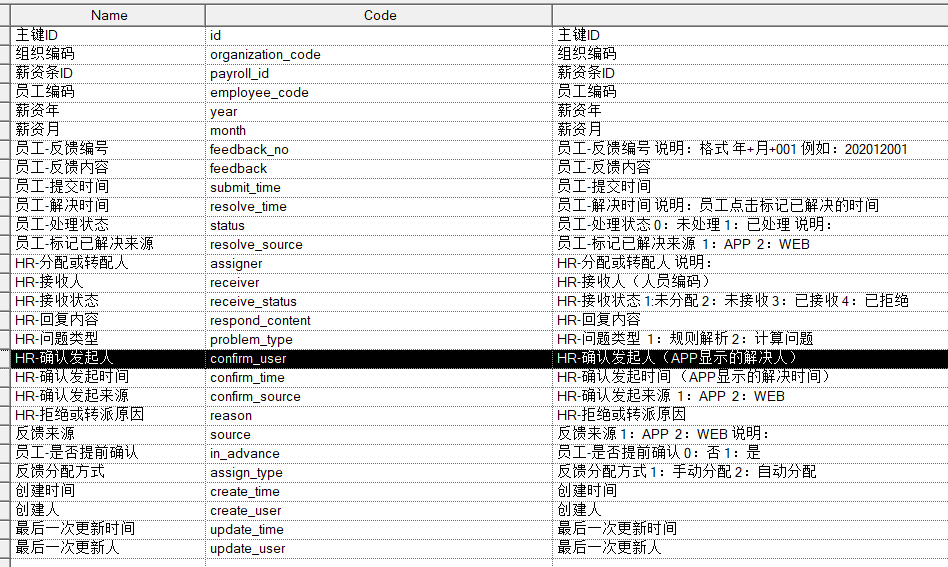 Name Code
主键ID id 主键ID
组织编码 organization_code 组织编码
薪资条ID payroll_id 薪资条ID
员工编码 employee_code 员工编码
薪资年 year 薪资年
薪资月 month 薪资月
员工-反馈编号 feedback_no 员工-反馈编号 说明：格式 年+月+001 例如：202012001
员工-反馈内容 feedback 员工-反馈内容
员工-提交时间 submit_time 员工-提交时间
员工-解决时间 resolve_time 员工-解决时间 说明：员工点击标记已解决的时间
员工-处理状态 status 员工-处理状态 0：未处理 1：已处理 说明：
员工-标记已解决来源 resolve_source 员工-标记已解决来源 1：APP 2：WEB
HR-分配或转配人 assigner HR-分配或转配人 说明：
HR-接收人 receiver HR-接收人（人员编码）
HR-接收状态 receive_status HR-接收状态 1:未分配 2：未接收 3：已接收 4：已拒绝
HR-回复内容 respond_content HR-回复内容
HR-问题类型 problem_type HR-问题类型 1：规则解析 2：计算问题
HR-确认发起人 confirm_user HR-确认发起人（APP显示的解决人）
HR-确认发起时间 confirm_time HR-确认发起时间 （APP显示的解决时间）
HR-确认发起来源 confirm_source HR-确认发起来源 1：APP 2：WEB
HR-拒绝或转派原因 reason HR-拒绝或转派原因
反馈来源 source 反馈来源 1：APP 2：WEB 说明：
员工-是否提前确认 in_advance 员工-是否提前确认 0：否 1：是
反馈分配方式 assign_type 反馈分配方式 1：手动分配 2：自动分配
创建时间 create_time 创建时间
创建人 create_user 创建人
最后一次更新时间 update_time 最后一次更新时间
最后一次更新人 update_user 最后一次更新人